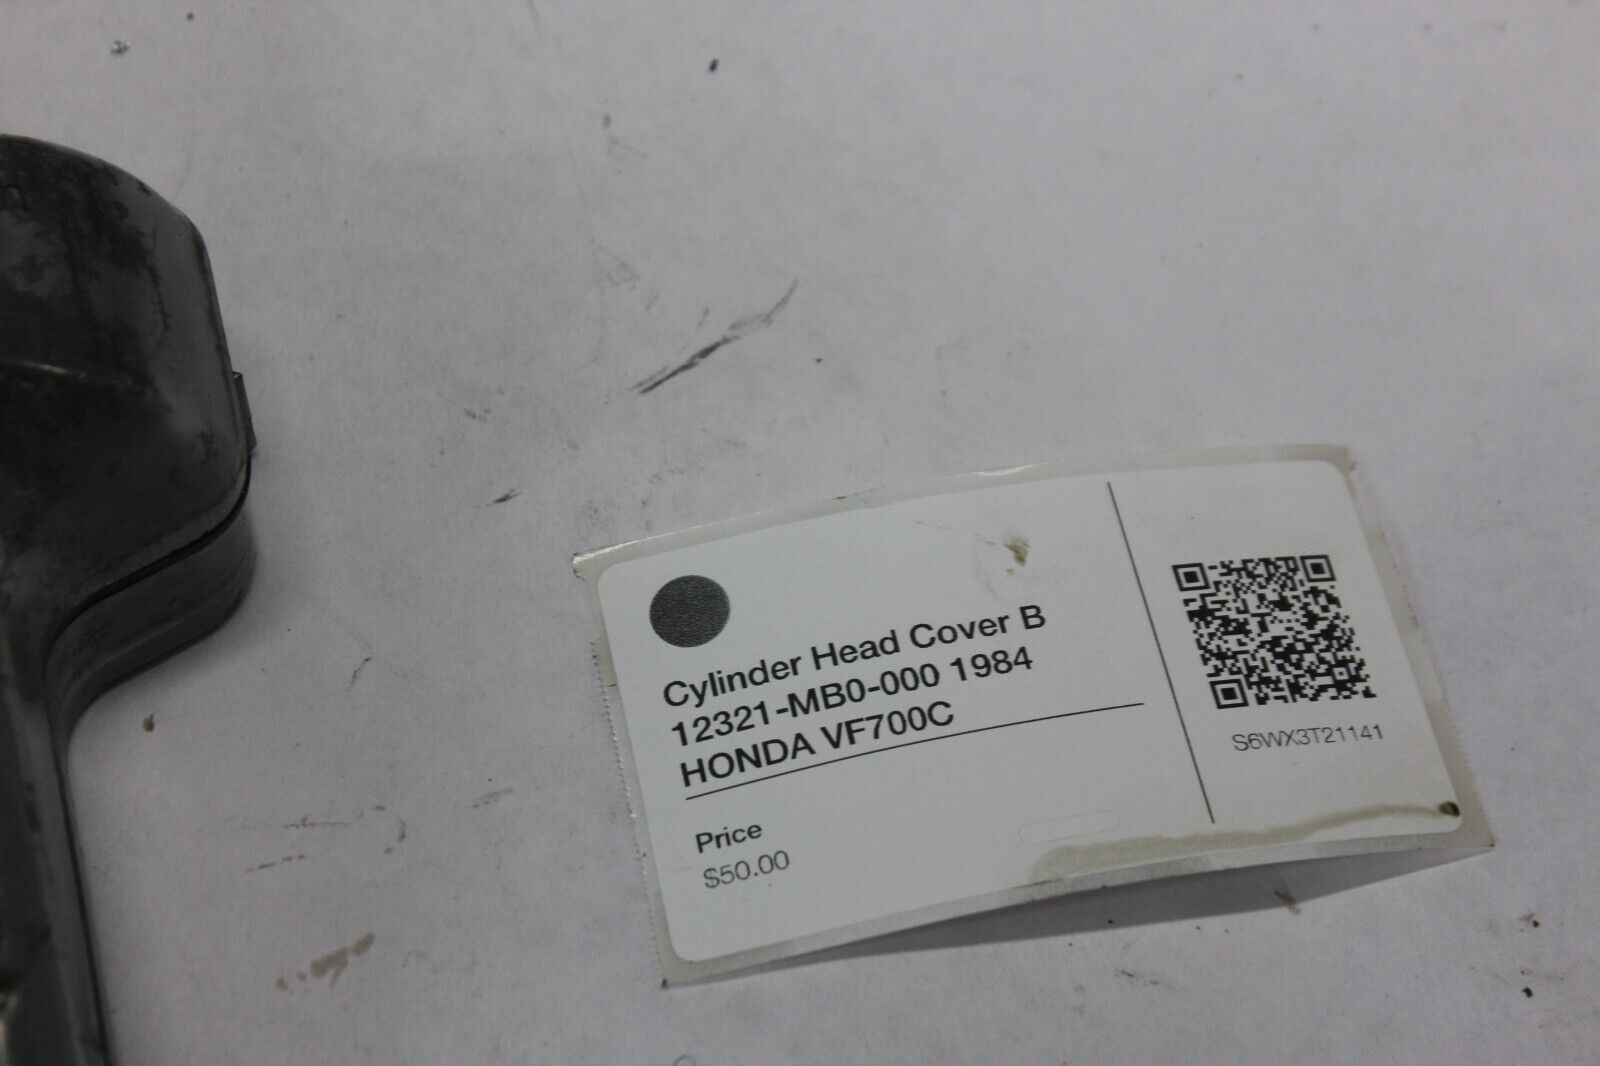 Cylinder Head Cover B
12321-MB0-000 1984
HONDA VF700C
Price
$50.00
S6WX3T21141